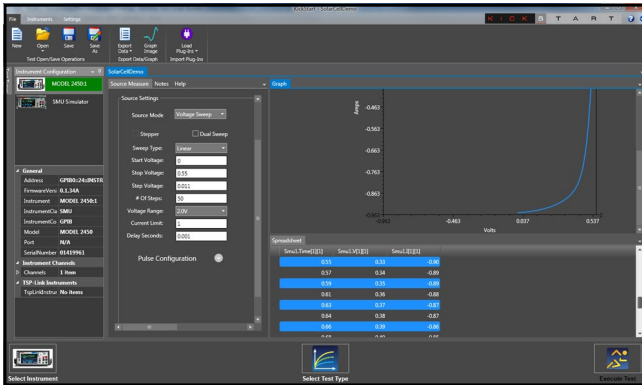 KickStart - SolarCellDemo
File Instruments Settings
K I C K S T A R T
New Open Save Save As Export Data Graph Image Load Plug-Ins
Test Open/Save Operations Export Data/Graph Import Plug-Ins
Instrument Configuration SolarCellDemo
MODEL 2450:1
SMU Simulator
Source Measure Notes Help
Graph
Source Settings
Source Mode Voltage Sweep
Stepper Dual Sweep
Sweep Type: Linear
Start Voltage: 0
Stop Voltage: 0.55
Step Voltage: 0.011
# Of Steps: 50
Voltage Range: 2.0V
Current Limit: 1
Delay Seconds: 0.001
Pulse Configuration
General
Address GPIB0::24::INSTR
FirmwareVersi 0.1.34A
Instrument MODEL 2450:1
InstrumentCla SMU
InstrumentCo GPIB
Model MODEL 2450
Port N/A
SerialNumber 01419961
Instrument Channels
Channels 1 item
TSP-Link Instruments
TspLinkInstrur No items
Amps
-0.463
-0.563
-0.663
-0.763
-0.863
-0.463 0.037 0.537
Volts
Spreadsheet
Smu1.Time[1][1] Smu1.V[1][1] Smu1.I[1][1]
0.55 0.33 -0.90
0.57 0.34 -0.89
0.59 0.35 -0.89
0.61 0.36 -0.88
0.63 0.37 -0.87
0.64 0.38 -0.87
0.66 0.39 -0.86
Select Instrument
Select Test Type
Execute Test